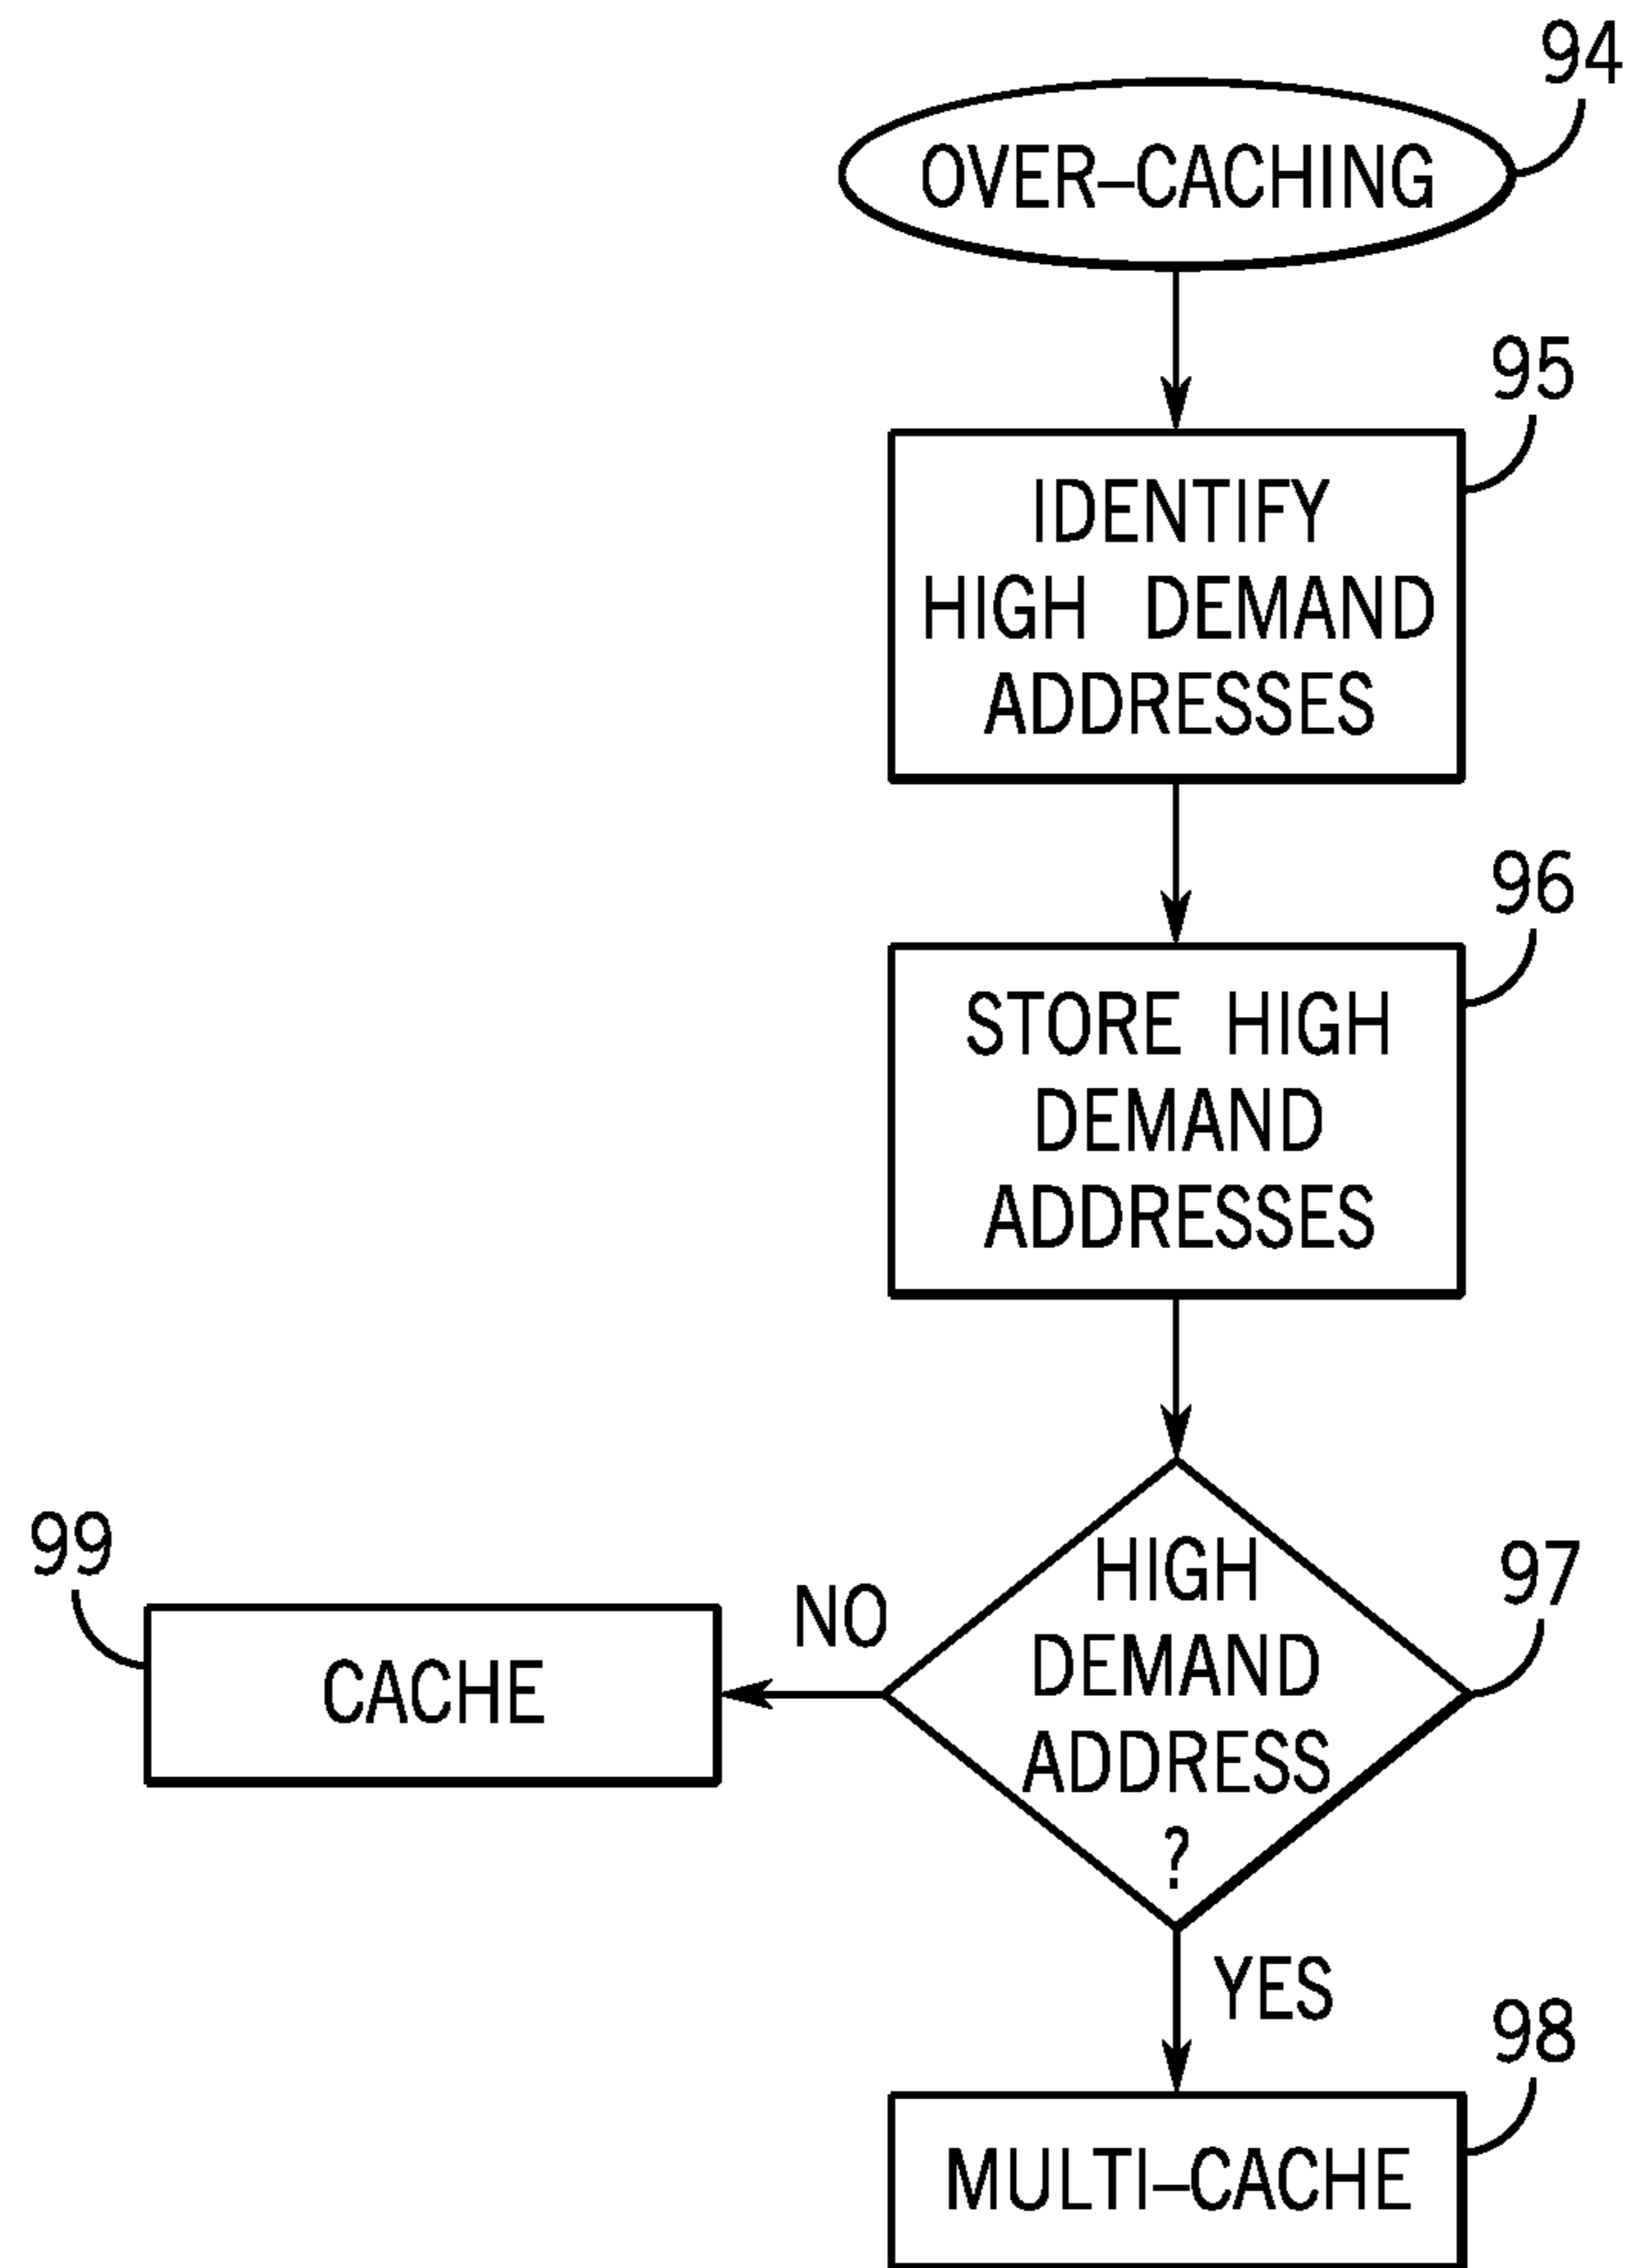 94
OVER–CACHING
95
IDENTIFY
HIGH DEMAND
ADDRESSES
96
STORE HIGH
DEMAND
ADDRESSES
97
HIGH
DEMAND
ADDRESS
?
NO
99
CACHE
YES
98
MULTI–CACHE